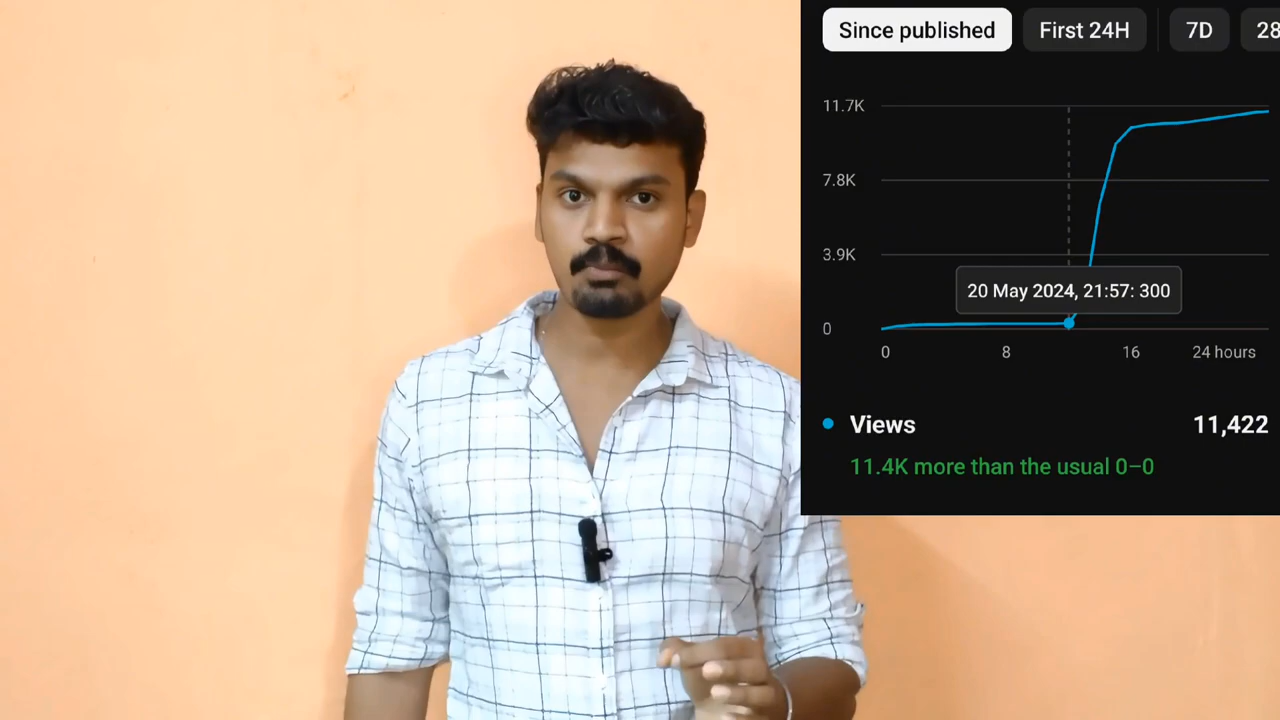 Since published First 24H 7D 28
11.7K
7.8K
3.9K
20 May 2024, 21:57: 300
0
0 8 16 24 hours
Views 11,422
11.4K more than the usual 0–0